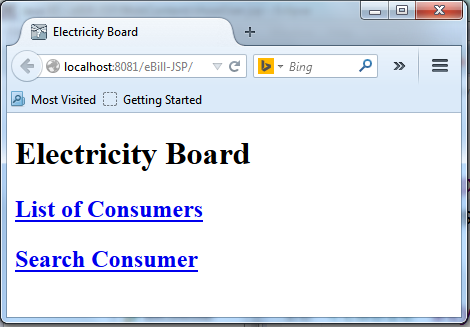 Electricity Board
localhost:8081/eBill-JSP/
Bing
Most Visited
Getting Started
Electricity Board
List of Consumers
Search Consumer